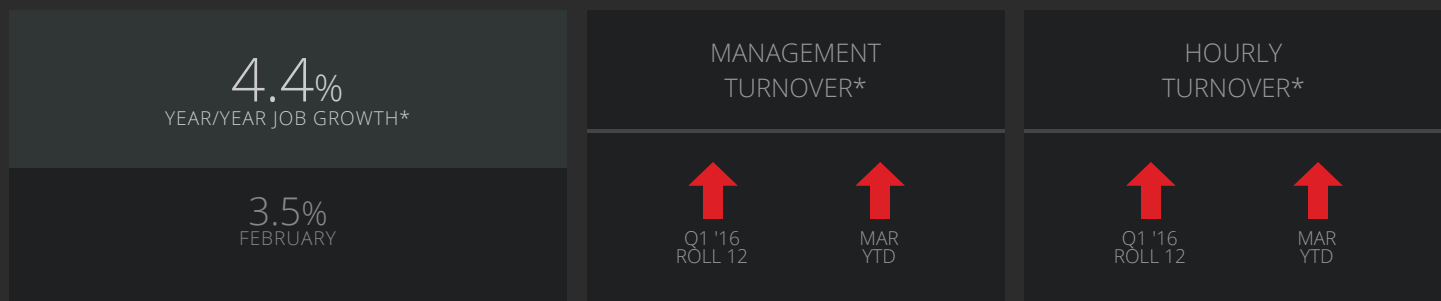 4.4%
YEAR/YEAR JOB GROWTH*
3.5%
FEBRUARY
MANAGEMENT
TURNOVER*
Q1 '16
ROLL 12
MAR
YTD
HOURLY
TURNOVER*
Q1 '16
ROLL 12
MAR
YTD